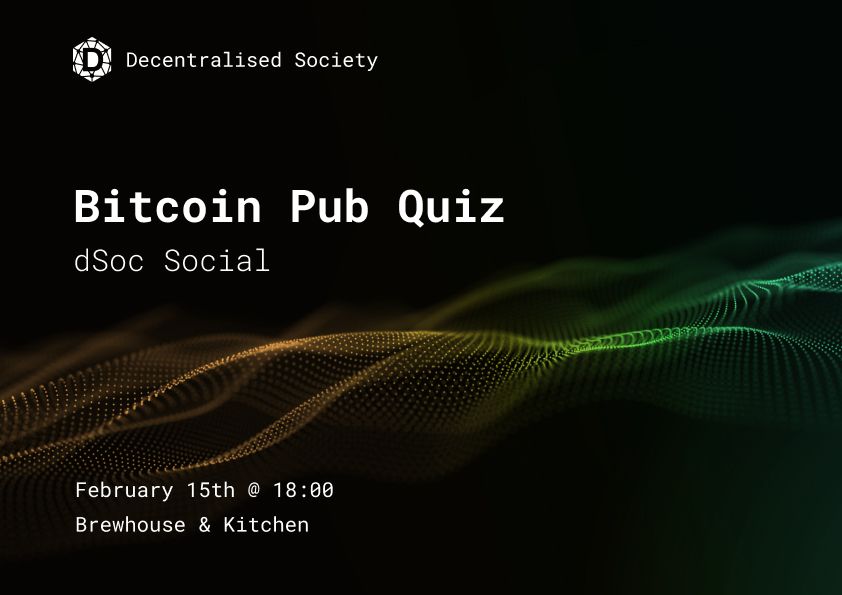 D
Decentralised Society
Bitcoin Pub Quiz
dSoc Social
February 15th @ 18:00
Brewhouse & Kitchen